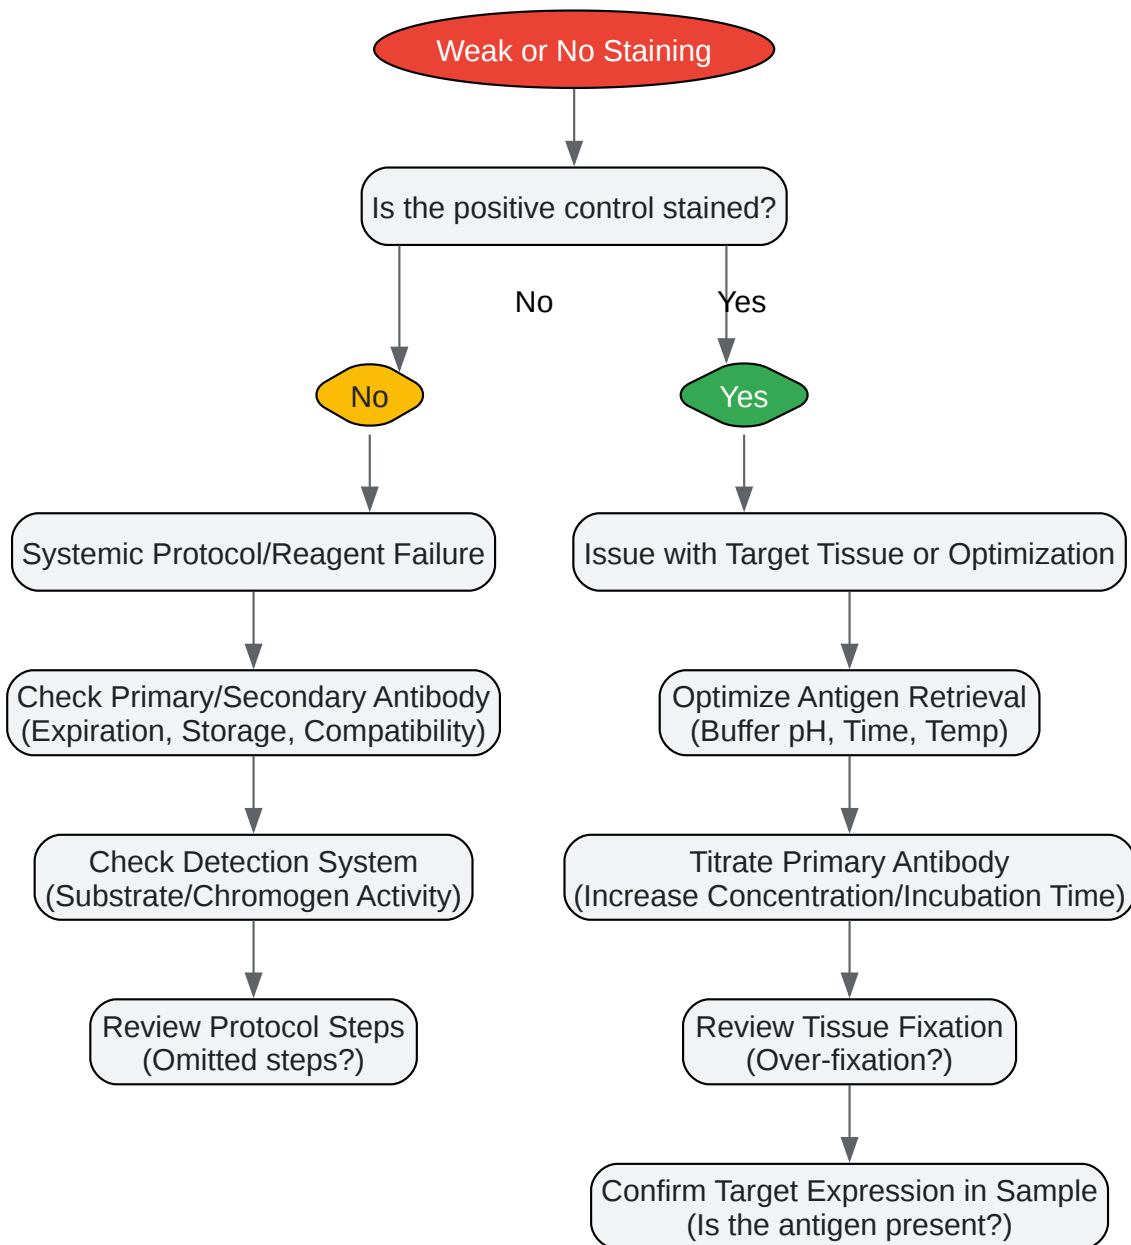 Weak or No Staining
Is the positive control stained?
No
Yes
No
Yes
Systemic Protocol/Reagent Failure
Issue with Target Tissue or Optimization
Check Primary/Secondary Antibody
(Expiration, Storage, Compatibility)
Optimize Antigen Retrieval
(Buffer pH, Time, Temp)
Check Detection System
(Substrate/Chromogen Activity)
Titrate Primary Antibody
(Increase Concentration/Incubation Time)
Review Protocol Steps
(Omitted steps?)
Review Tissue Fixation
(Over-fixation?)
Confirm Target Expression in Sample
(Is the antigen present?)